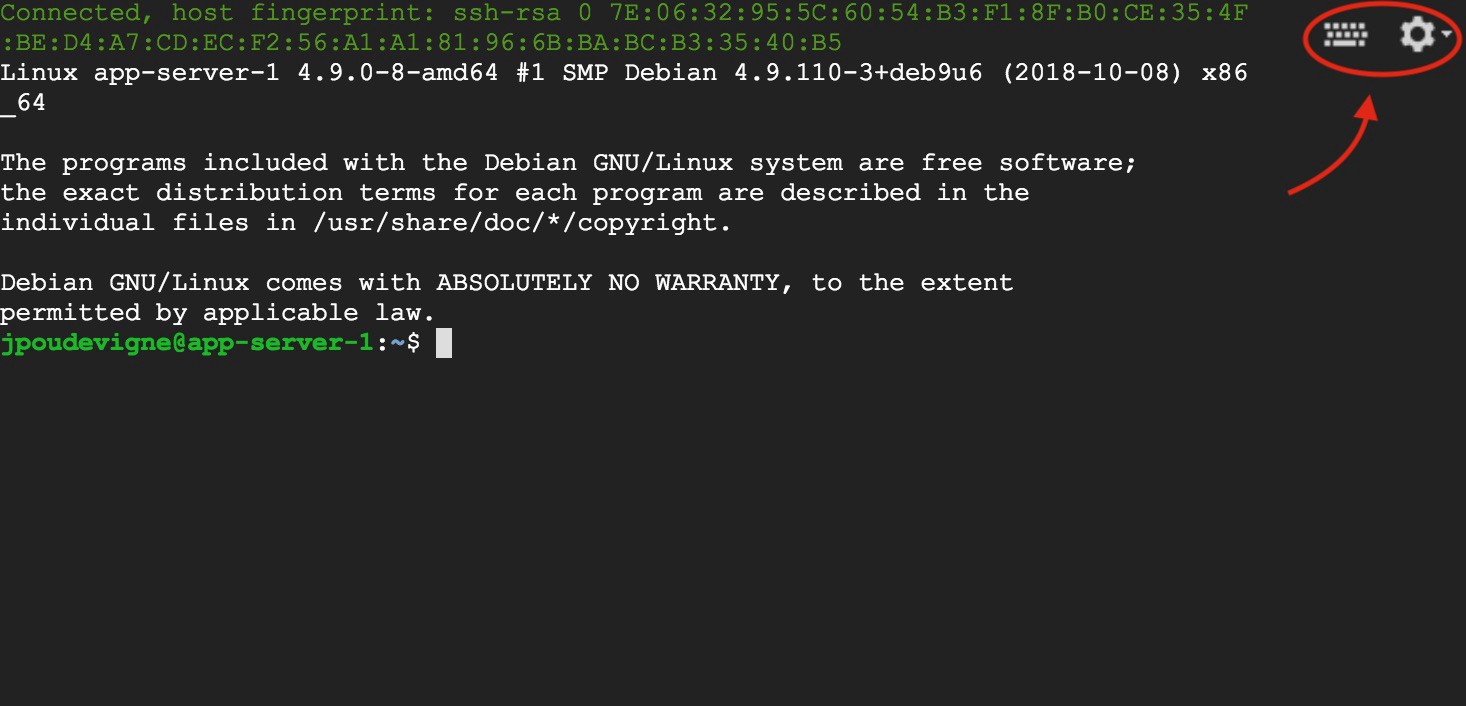 Connected, host fingerprint: ssh-rsa 0 7E:06:32:95:5C:60:54:B3:F1:8F:B0:CE:35:4F
:BE:D4:A7:CD:EC:F2:56:A1:A1:81:96:6B:BA:BC:B3:35:40:B5
Linux app-server-1 4.9.0-8-amd64 #1 SMP Debian 4.9.110-3+deb9u6 (2018-10-08) x86
_64
The programs included with the Debian GNU/Linux system are free software;
the exact distribution terms for each program are described in the
individual files in /usr/share/doc/*/copyright.
Debian GNU/Linux comes with ABSOLUTELY NO WARRANTY, to the extent
permitted by applicable law.
jpoudevigne@app-server-1:~$